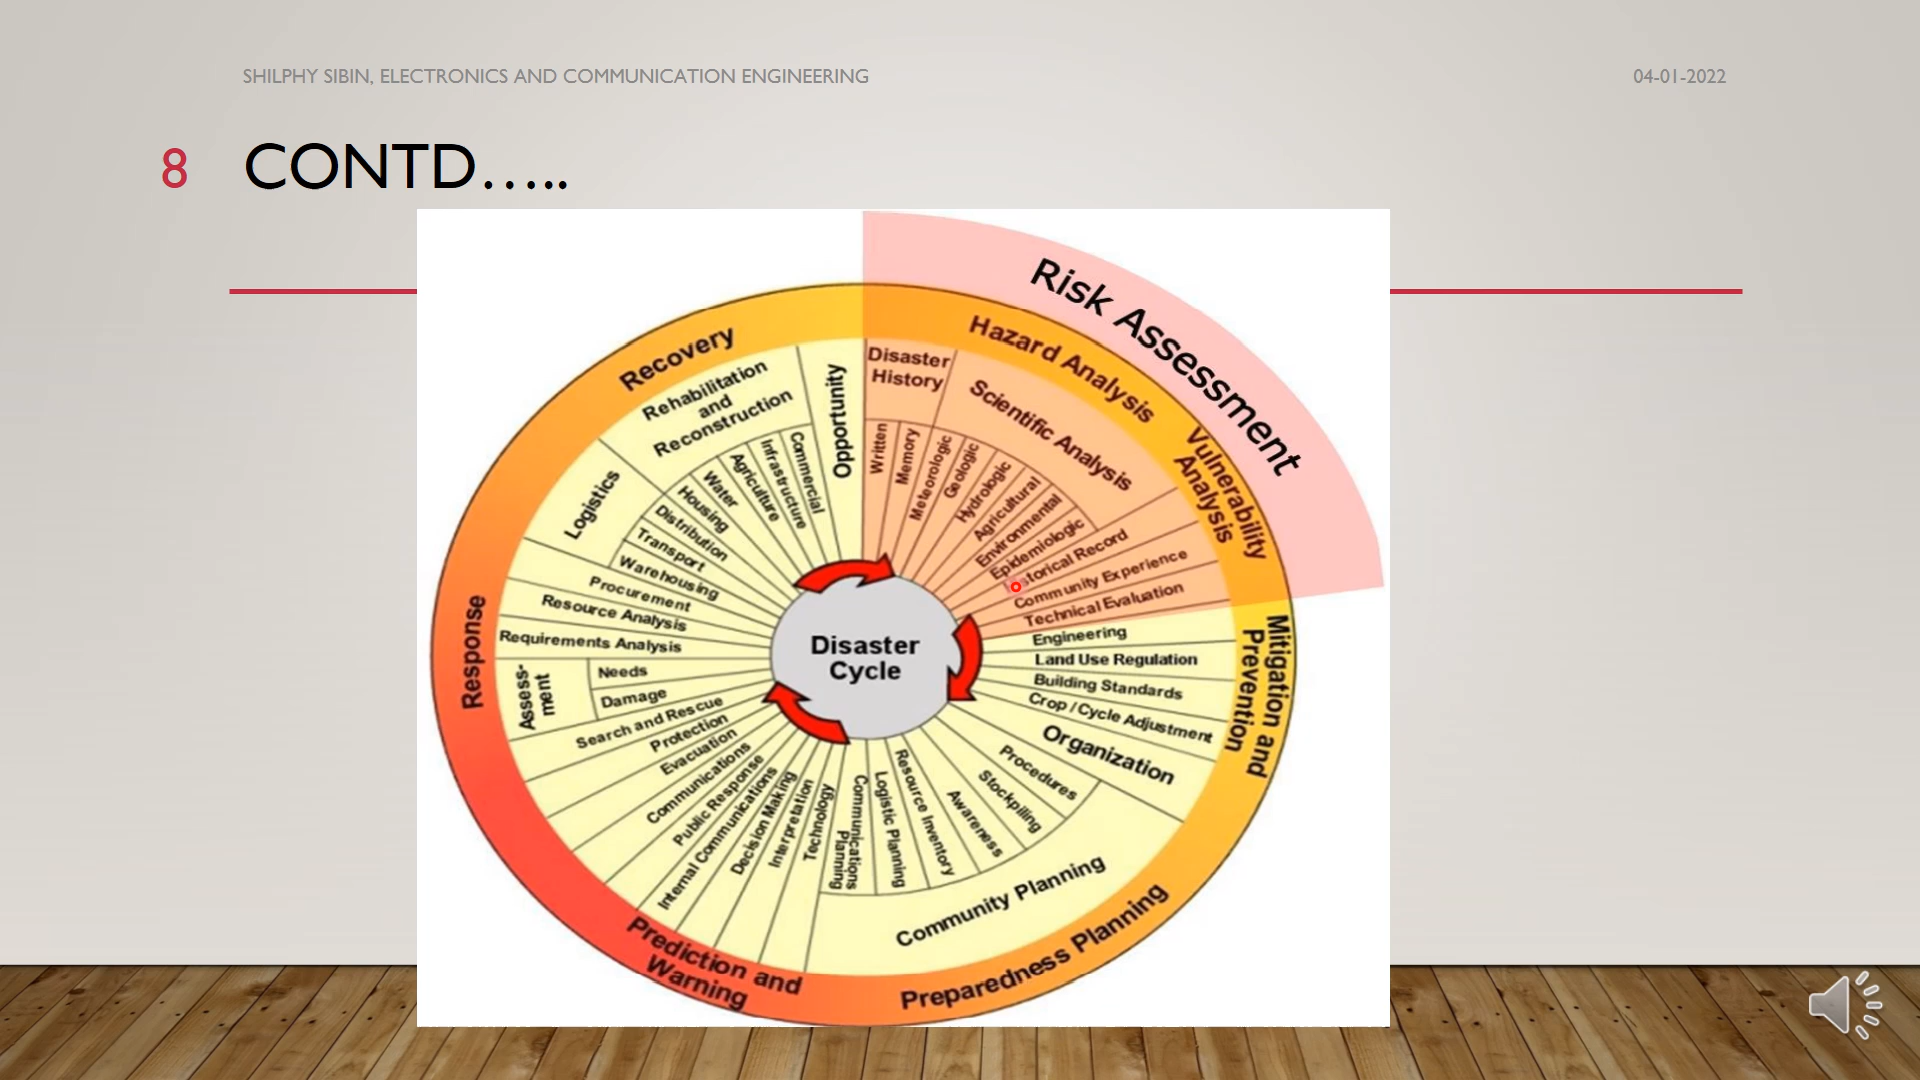 SHILPHY SIBIN, ELECTRONICS AND COMMUNICATION ENGINEERING
04-01-2022
8
CONTD…..
Risk Assessment
Hazard Analysis
Vulnerability
Analysis
Mitigation and
Prevention
Preparedness Planning
Prediction and
Warning
Response
Recovery
Disaster
History
Written
Memory
Scientific Analysis
Meteorologic
Geologic
Hydrologic
Agricultural
Environmental
Epidemiologic
Historical Record
Community Experience
Technical Evaluation
Engineering
Land Use Regulation
Building Standards
Crop / Cycle Adjustment
Organization
Procedures
Stockpiling
Awareness
Resource Inventory
Logistic Planning
Communications
Planning
Community Planning
Technology
Interpretation
Decision Making
Internal Communications
Public Response
Communications
Evacuation
Protection
Search and Rescue
Assess-
ment
Damage
Needs
Requirements Analysis
Resource Analysis
Procurement
Logistics
Warehousing
Transport
Distribution
Rehabilitation
and
Reconstruction
Housing
Water
Agriculture
Infrastructure
Commercial
Opportunity
Disaster
Cycle